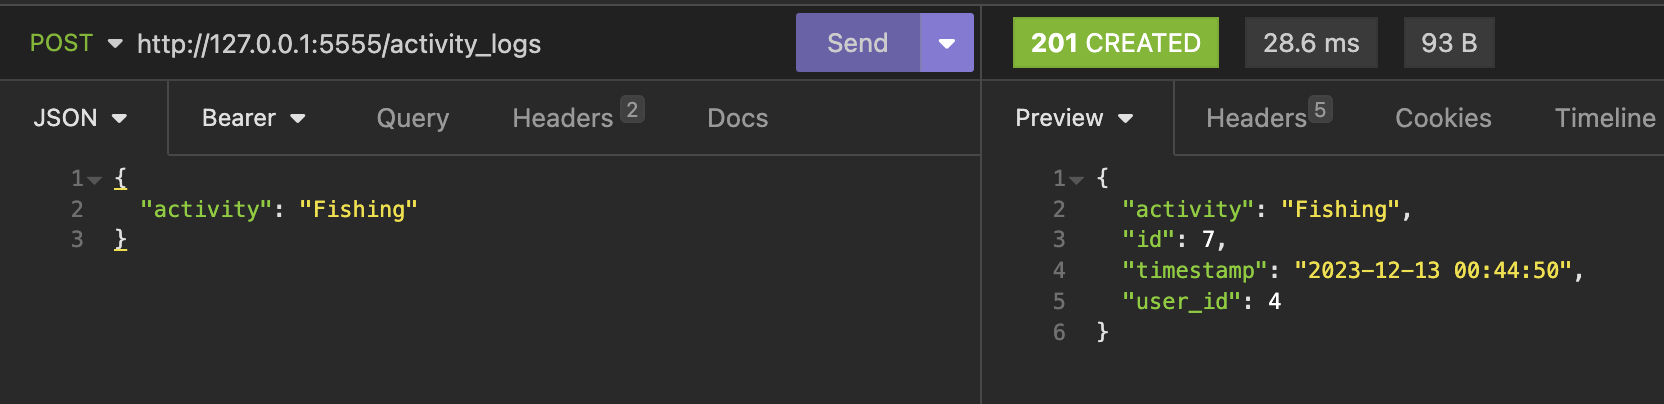 POST http://127.0.0.1:5555/activity_logs Send
201 CREATED 28.6 ms 93 B
JSON Bearer Query Headers 2 Docs
Preview Headers 5 Cookies Timeline
1 {
2 "activity": "Fishing"
3 }
1 {
2 "activity": "Fishing",
3 "id": 7,
4 "timestamp": "2023-12-13 00:44:50",
5 "user_id": 4
6 }